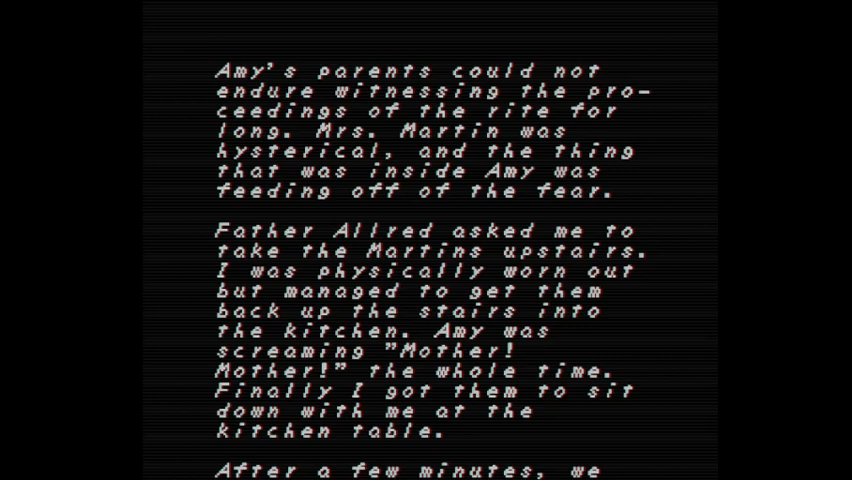 Amy's parents could not
endure witnessing the pro-
ceedings of the rite for
long. Mrs. Martin was
hysterical, and the thing
that was inside Amy was
feeding off of the fear.
Father Allred asked me to
take the Martins upstairs.
I was physically worn out
but managed to get them
back up the stairs into
the kitchen. Amy was
screaming "Mother!
Mother!" the whole time.
Finally I got them to sit
down with me at the
kitchen table.
After a few minutes, we